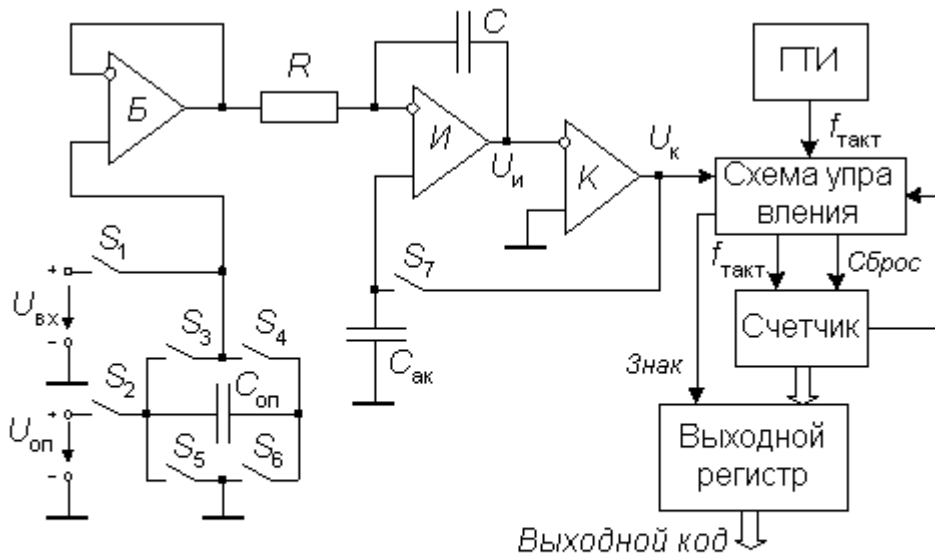 C
ГТИ
R
Б
И
fтакт
Uк
Uи
К
Схема упра
вления
S1
+
Uвх
-
S7
fтакт
Сброс
S3
S4
Счетчик
S2
Cоп
Cак
Знак
+
Uоп
-
S5
S6
Выходной
регистр
Выходной код